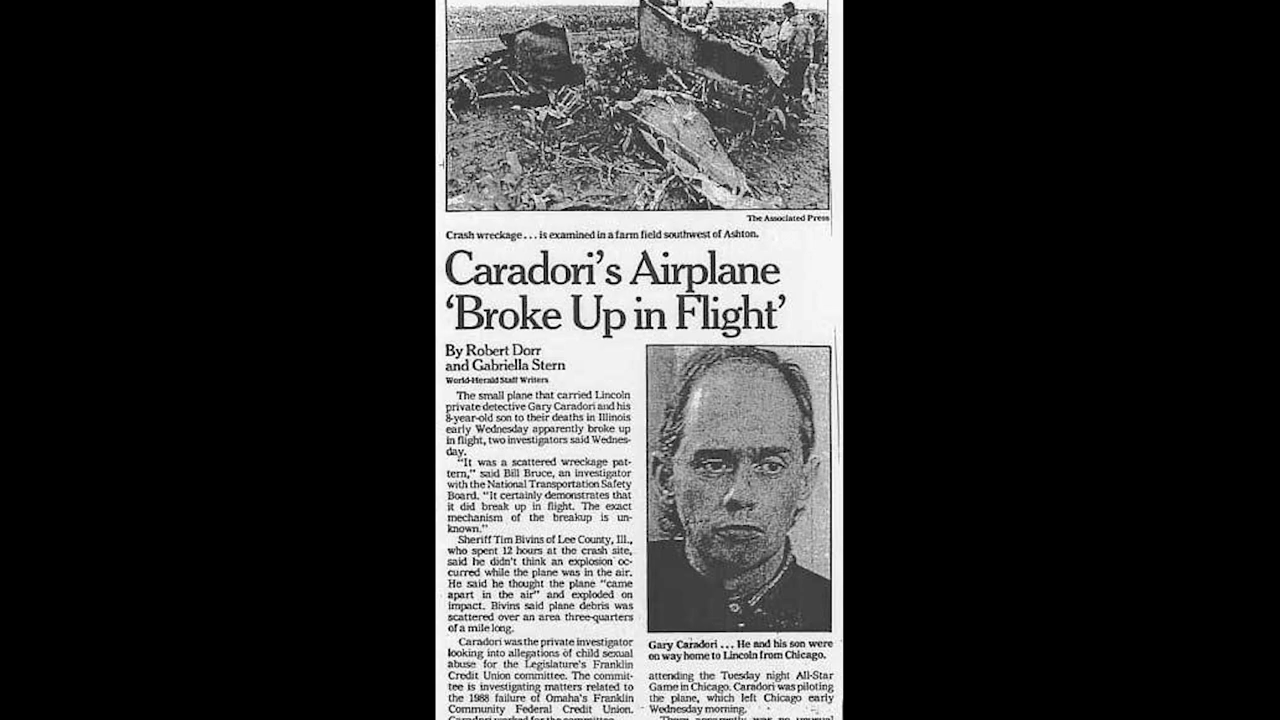 The Associated Press
Crash wreckage . . . is examined in a farm field southwest of Ashton.
Caradori's Airplane
'Broke Up in Flight'
By Robert Dorr
and Gabriella Stern
World-Herald Staff Writers
The small plane that carried Lincoln
private detective Gary Caradori and his
8-year-old son to their deaths in Illinois
early Wednesday apparently broke up
in flight, two investigators said Wednes-
day.
"It was a scattered wreckage pat-
tern," said Bill Bruce, an investigator
with the National Transportation Safety
Board. "It certainly demonstrates that
it did break up in flight. The exact
mechanism of the breakup is un-
known."
Sheriff Tim Bivins of Lee County, Ill.,
who spent 12 hours at the crash site,
said he didn't think an explosion oc-
curred while the plane was in the air.
He said he thought the plane "came
apart in the air" and exploded on
impact. Bivins said plane debris was
scattered over an area three-quarters
of a mile long.
Caradori was the private investigator
looking into allegations of child sexual
abuse for the Legislature's Franklin
Credit Union committee. The commit-
tee is investigating matters related to
the 1988 failure of Omaha's Franklin
Community Federal Credit Union.
Caradori worked for the committee
Gary Caradori . . . He and his son were
on way home to Lincoln from Chicago.
attending the Tuesday night All-Star
Game in Chicago. Caradori was piloting
the plane, which left Chicago early
Wednesday morning.
There apparently was no unusual